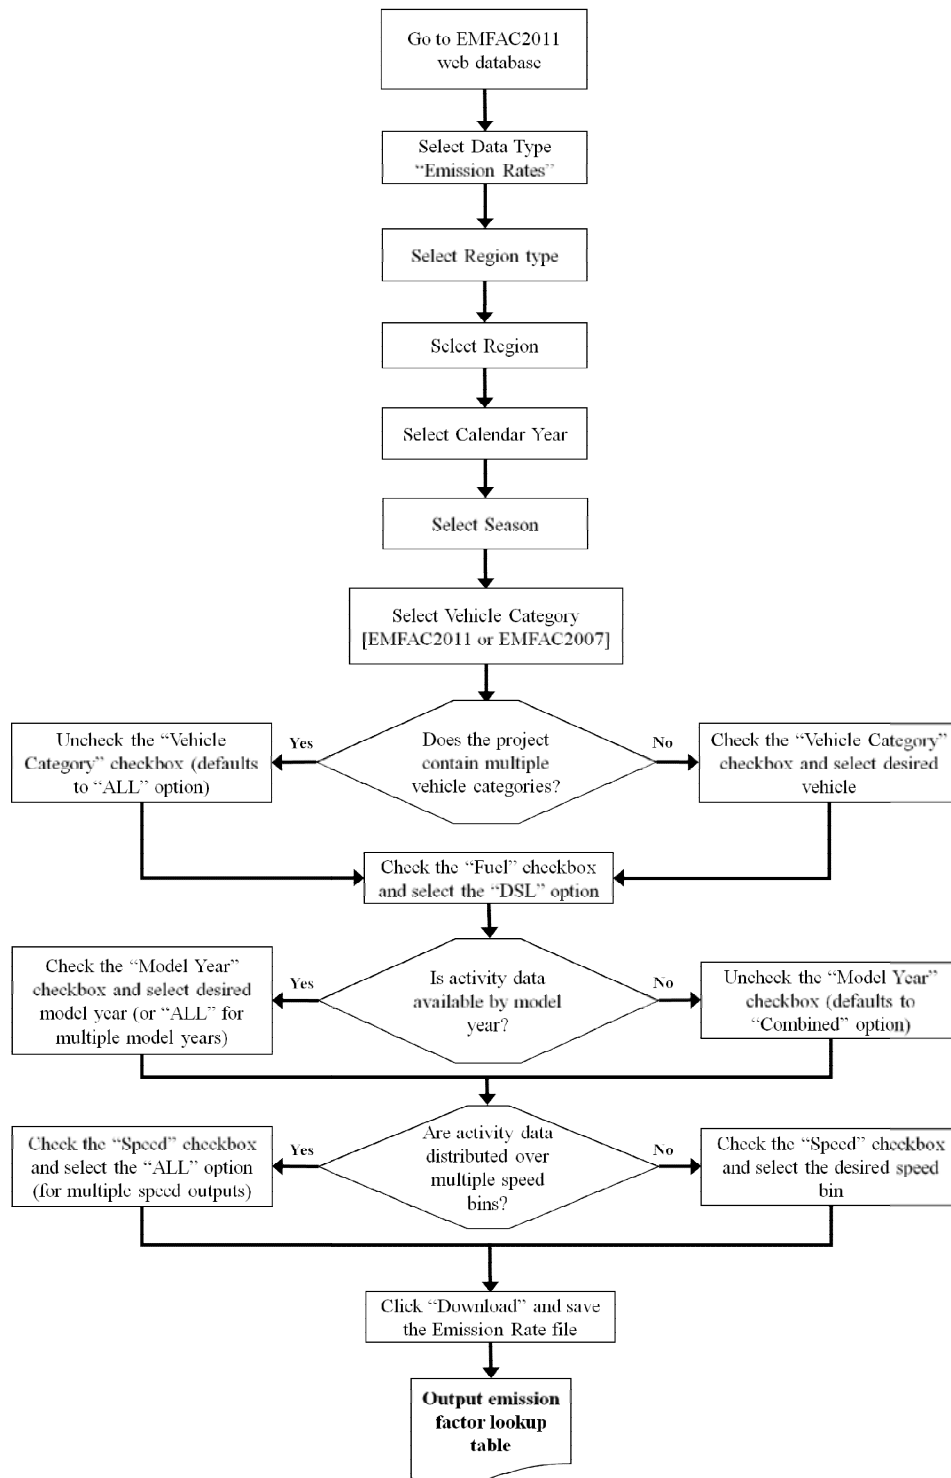 Go to EMFAC2011
web database
Select Data Type
“Emission Rates”
Select Region type
Select Region
Select Calendar Year
Select Season
Select Vehicle Category
[EMFAC2011 or EMFAC2007]
Uncheck the “Vehicle
Category” checkbox (defaults
to “ALL” option)
Yes
Does the project
contain multiple
vehicle categories?
No
Check the “Vehicle Category”
checkbox and select desired
vehicle
Check the “Fuel” checkbox
and select the “DSL” option
Check the “Model Year”
checkbox and select desired
model year (or “ALL” for
multiple model years)
Yes
Is activity data
available by model
year?
No
Uncheck the “Model Year”
checkbox (defaults to
“Combined” option)
Check the “Speed” checkbox
and select the “ALL” option
(for multiple speed outputs)
Yes
Are activity data
distributed over
multiple speed
bins?
No
Check the “Speed” checkbox
and select the desired speed
bin
Click “Download” and save
the Emission Rate file
Output emission
factor lookup
table